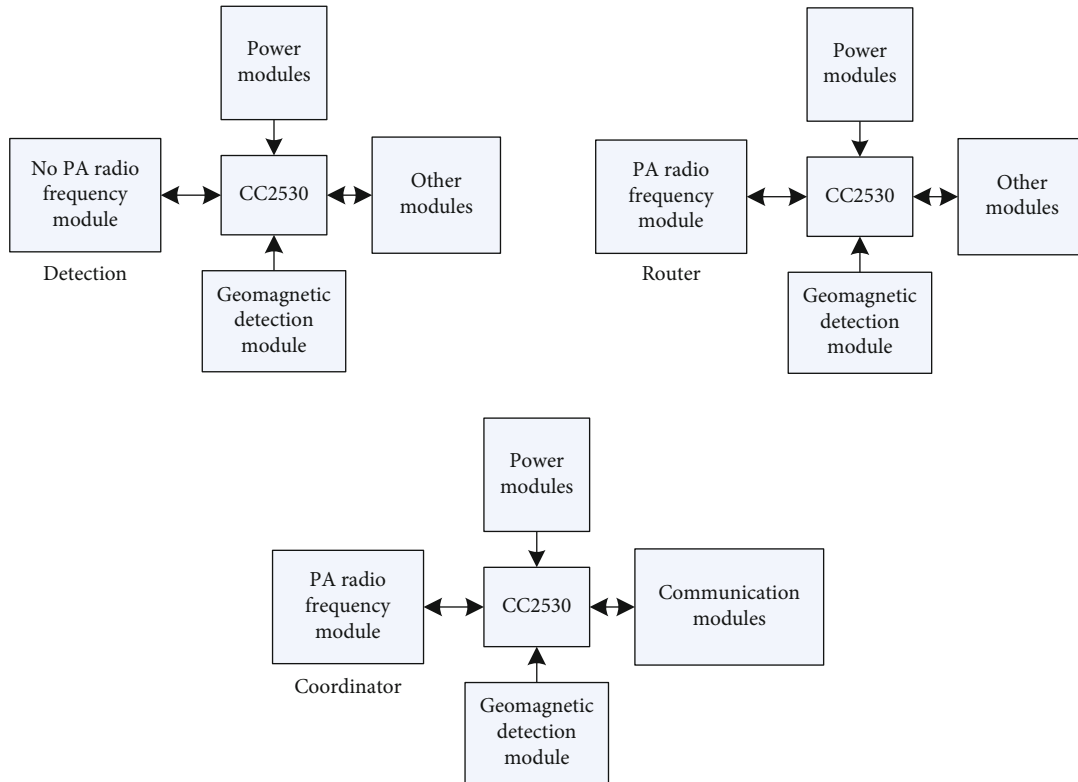 Power
modules
No PA radio
frequency
module
CC2530
Other
modules
Detection
Geomagnetic
detection
module
Power
modules
PA radio
frequency
module
CC2530
Other
modules
Router
Geomagnetic
detection
module
Power
modules
PA radio
frequency
module
CC2530
Communication
modules
Coordinator
Geomagnetic
detection
module